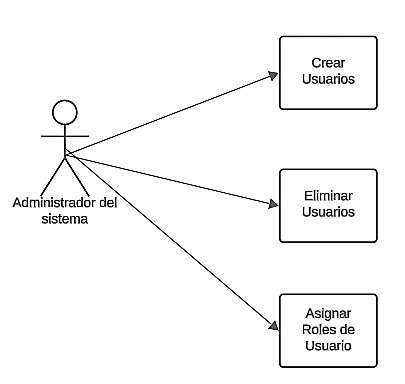 Crear
Usuarios
Eliminar
Usuarios
Administrador del
sistema
Asignar
Roles de
Usuario